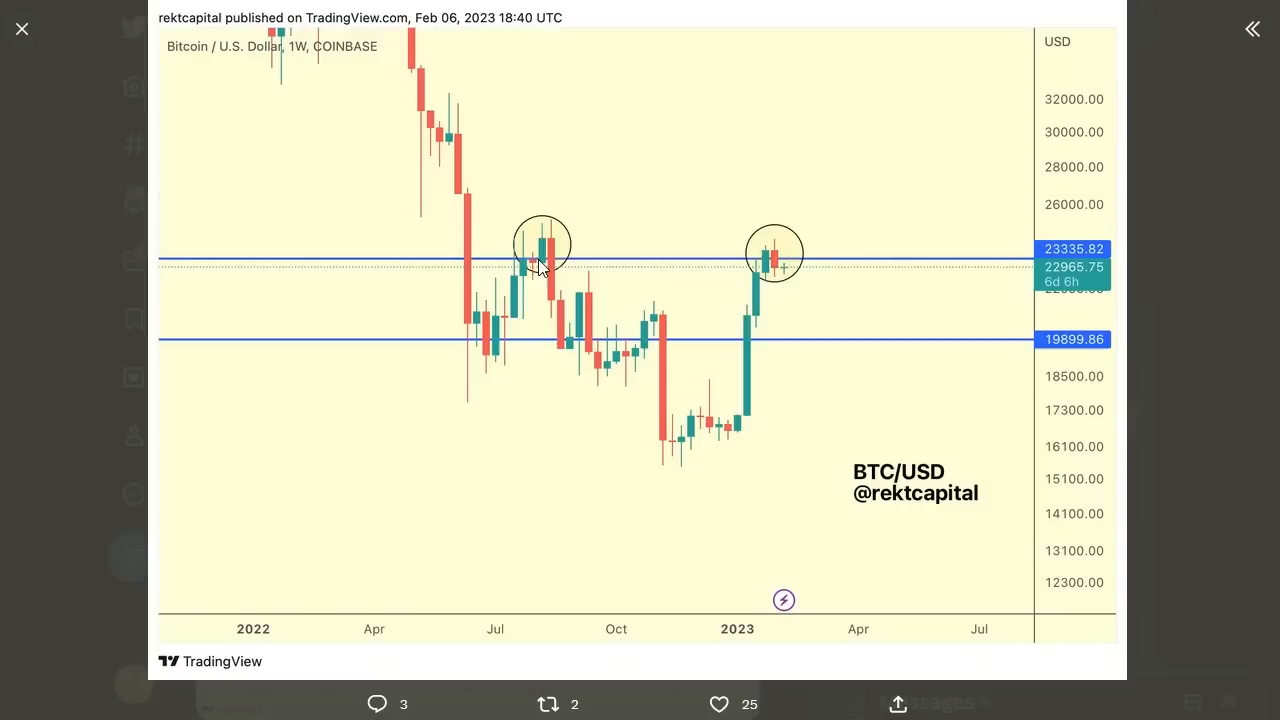 rektcapital published on TradingView.com, Feb 06, 2023 18:40 UTC
Bitcoin / U.S. Dollar, 1W, COINBASE
USD
32000.00
30000.00
28000.00
26000.00
23335.82
22965.75
6d 6h
19899.86
18500.00
17300.00
16100.00
15100.00
14100.00
13100.00
12300.00
BTC/USD
@rektcapital
2022 Apr Jul Oct 2023 Apr Jul
TradingView
3 2 25